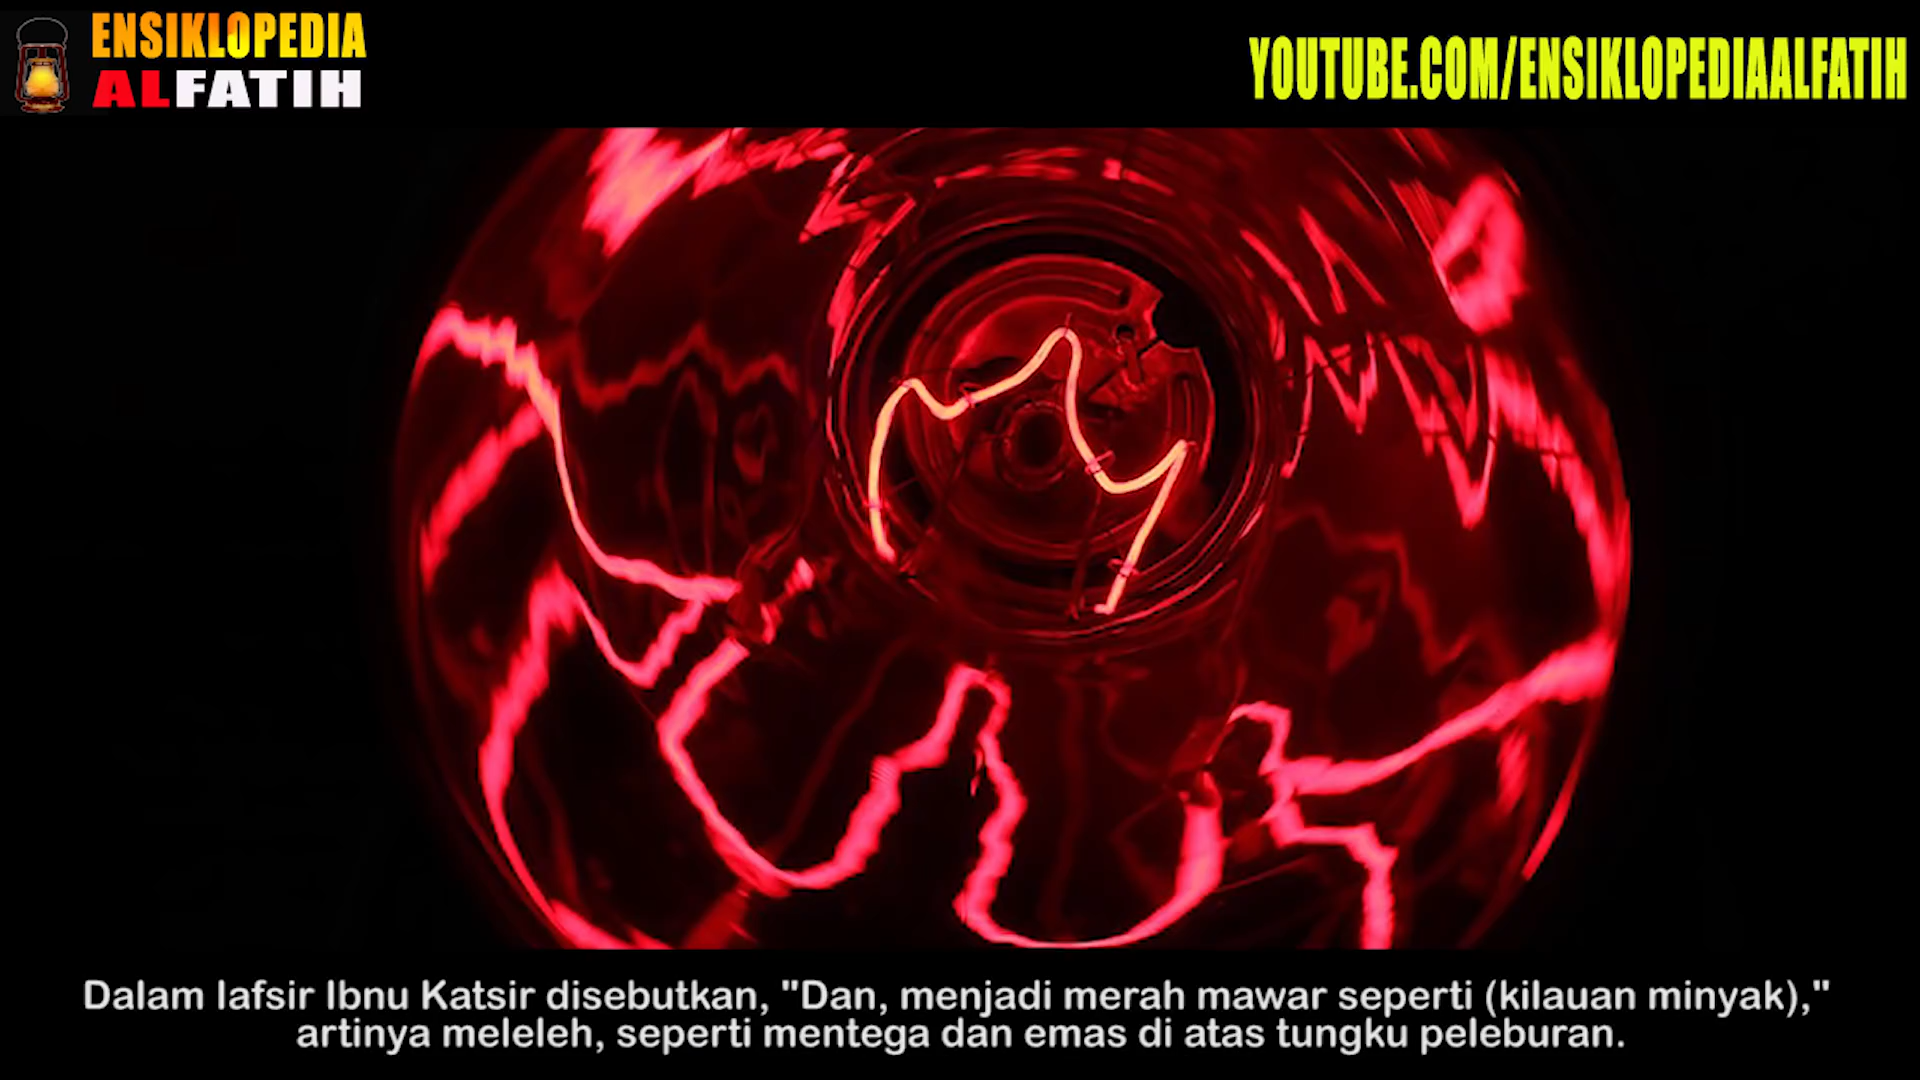 ENSIKLOPEDIA
ALFATIH
YOUTUBE.COM/ENSIKLOPEDIAALFATIH
Dalam lafsir Ibnu Katsir disebutkan, "Dan, menjadi merah mawar seperti (kilauan minyak),"
artinya meleleh, seperti mentega dan emas di atas tungku peleburan.